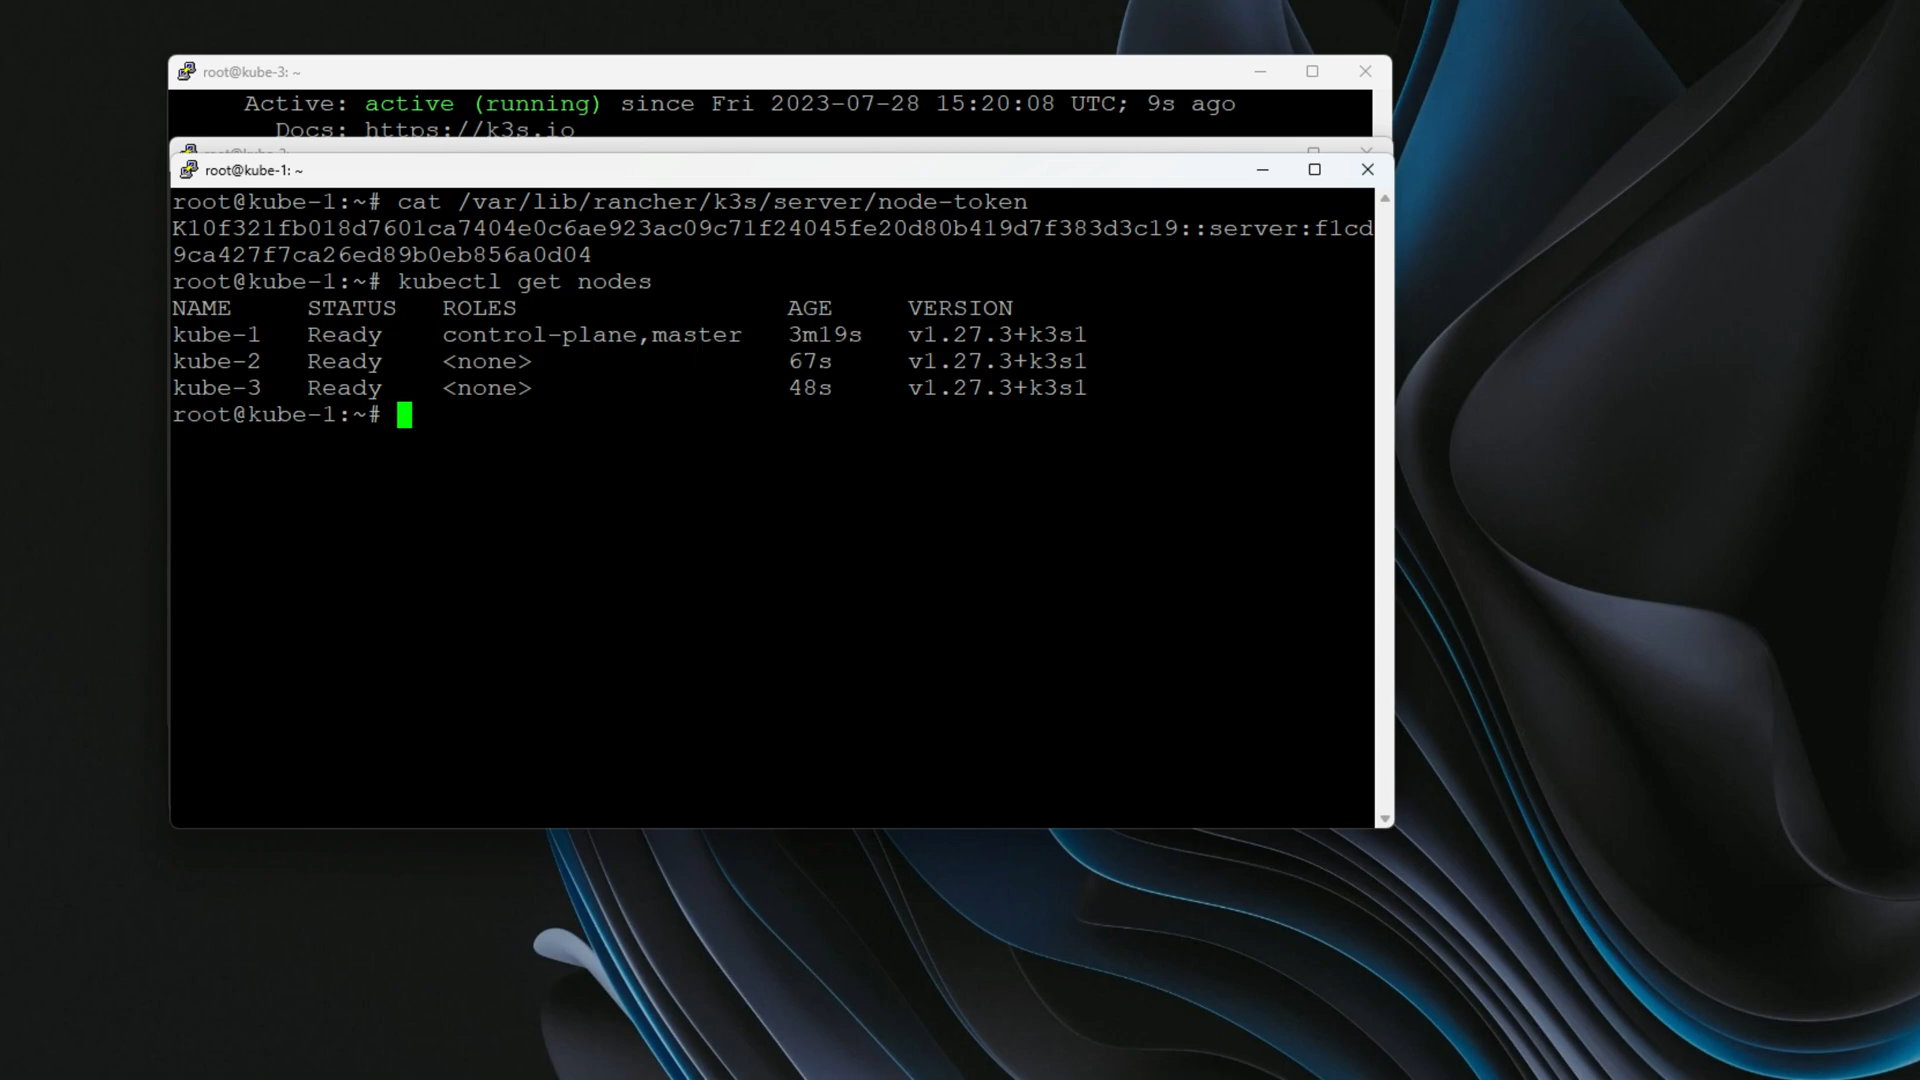 root@kube-3: ~
Active: active (running) since Fri 2023-07-28 15:20:08 UTC; 9s ago
Docs: https://k3s.io
root@kube-1: ~
root@kube-1:~# cat /var/lib/rancher/k3s/server/node-token
K10f321fb018d7601ca7404e0c6ae923ac09c71f24045fe20d80b419d7f383d3c19::server:f1cd
9ca427f7ca26ed89b0eb856a0d04
root@kube-1:~# kubectl get nodes
NAME STATUS ROLES AGE VERSION
kube-1 Ready control-plane,master 3m19s v1.27.3+k3s1
kube-2 Ready <none> 67s v1.27.3+k3s1
kube-3 Ready <none> 48s v1.27.3+k3s1
root@kube-1:~#